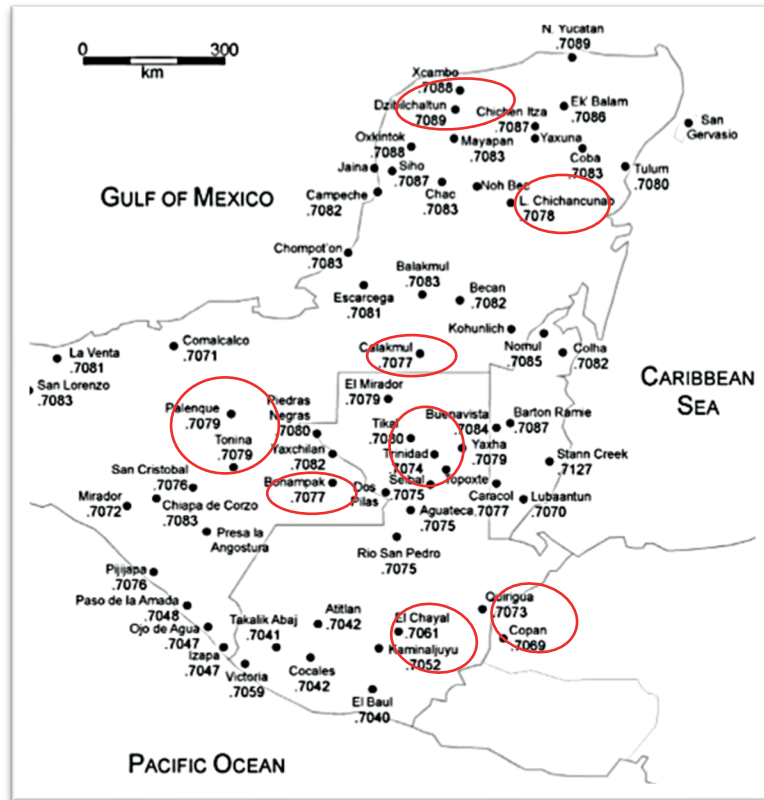 N. Yucatan
.7089
0 300
km
Xcambo
.7088
Dzibilchaltun
.7089
Chichen Itza
.7087
Ek' Balam
.7086
San
Gervasio
Oxkintok
.7088
Mayapan
.7083
Yaxuna
Coba
.7083
Tulum
.7080
Jaina
Siho
.7087
Chac
.7083
Noh Bec
L. Chichancunab
.7078
Campeche
.7082
GULF OF MEXICO
Chompot'on
.7083
Balakmul
.7083
Becan
.7082
Escarcega
.7081
Kohunlich
Nomul
.7085
Colha
.7082
Calakmul
.7077
Comalcalco
.7071
La Venta
.7081
San Lorenzo
.7083
CARIBBEAN
SEA
El Mirador
.7079
Palenque
.7079
Piedras
Negras
.7080
Tonina
.7079
Yaxchilan
.7082
Tikal
.7080
Buenavista
.7084
Barton Ramie
.7087
Trinidad
.7074
Yaxha
.7079
Stann Creek
.7127
San Cristobal
.7076
Bonampak
.7077
Dos
Pilas
Seibal
.7075
Topoxte
Caracol
.7077
Lubaantun
.7070
Mirador
.7072
Chiapa de Corzo
.7083
Aguateca
.7075
Presa la
Angostura
Rio San Pedro
.7075
Pijijapa
.7076
Paso de la Amada
.7048
Ojo de Agua
.7047
Izapa
.7047
Takalik Abaj
.7041
Atitlan
.7042
El Chayal
.7061
Kaminaljuyu
.7052
Quirigua
.7073
Copan
.7069
Victoria
.7059
Cocales
.7042
El Baul
.7040
PACIFIC OCEAN